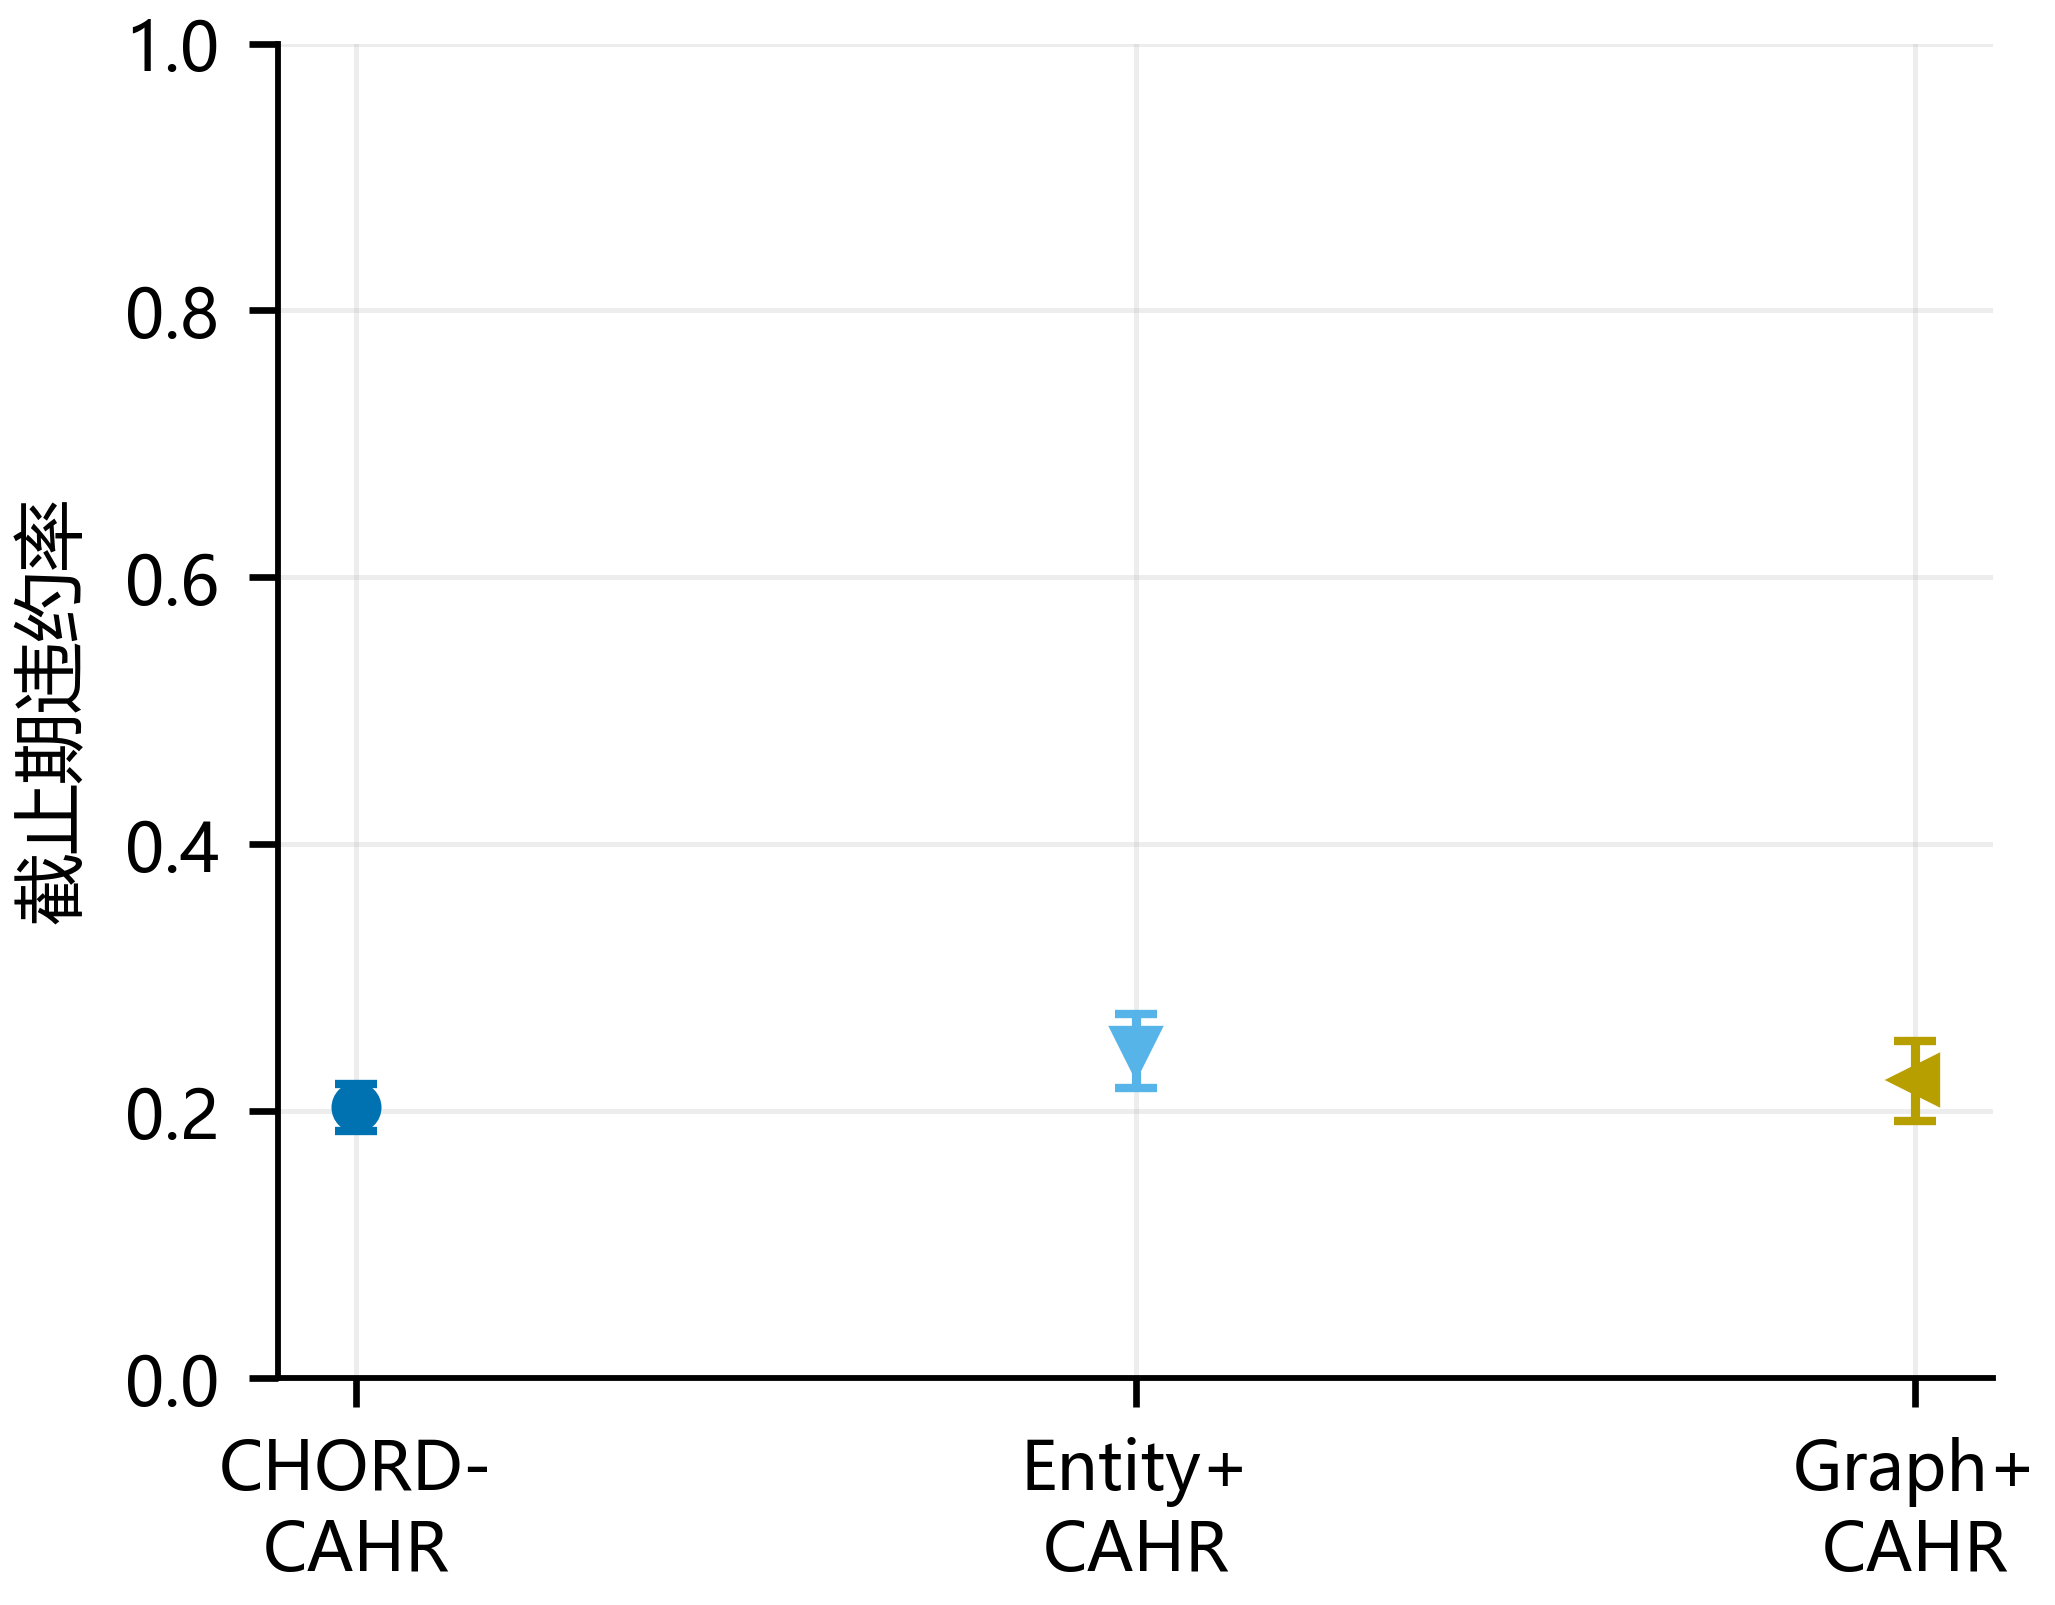 1.0
0.8
0.6
0.4
0.2
0.0
截止期违约率
CHORD-
CAHR
Entity+
CAHR
Graph+
CAHR